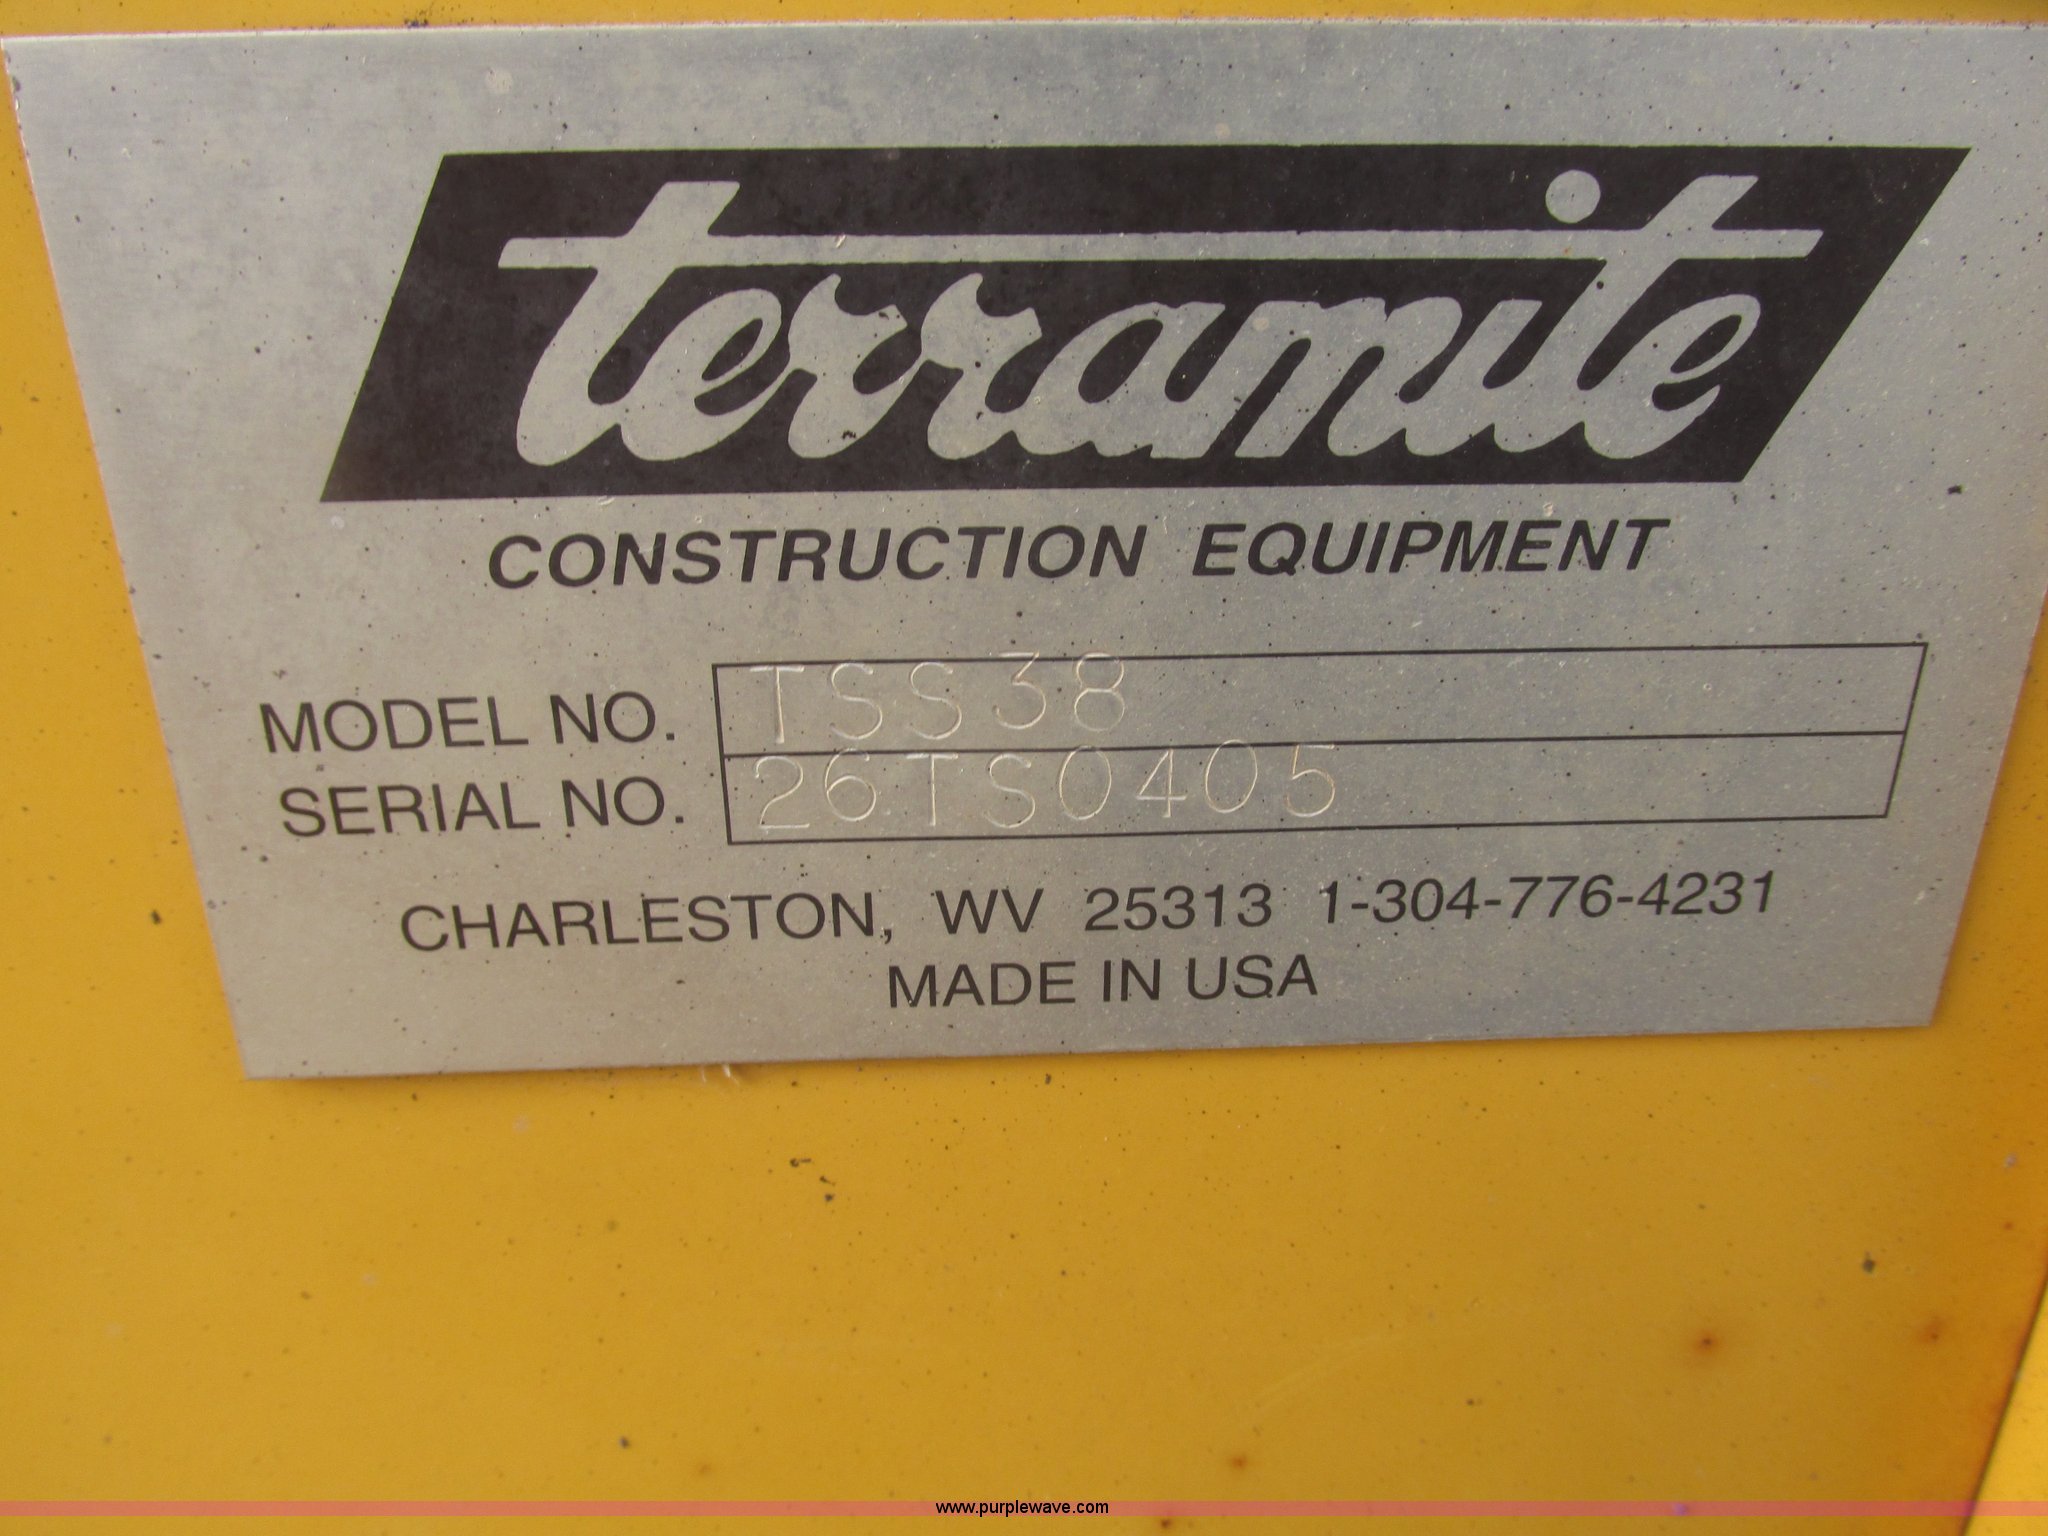 terramite
CONSTRUCTION EQUIPMENT
MODEL NO. TSS38
SERIAL NO. 26TS0405
CHARLESTON, WV 25313 1-304-776-4231
MADE IN USA
www.purplewave.com